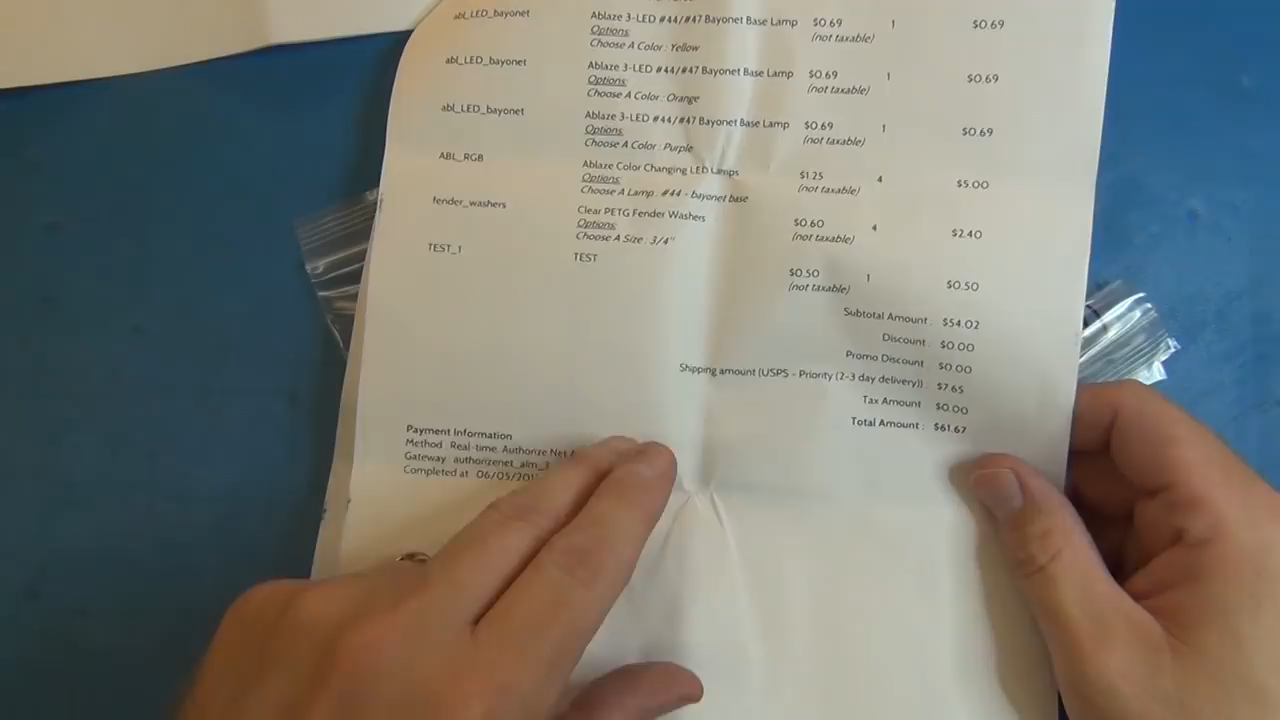 abl_LED_bayonet Ablaze 3-LED #44/#47 Bayonet Base Lamp $0.69 1 $0.69
Options: (not taxable)
Choose A Color : Yellow
abl_LED_bayonet Ablaze 3-LED #44/#47 Bayonet Base Lamp $0.69 1 $0.69
Options: (not taxable)
Choose A Color : Orange
abl_LED_bayonet Ablaze 3-LED #44/#47 Bayonet Base Lamp $0.69 1 $0.69
Options: (not taxable)
Choose A Color : Purple
ABL_RGB Ablaze Color Changing LED Lamps $1.25 4 $5.00
Options: (not taxable)
Choose A Lamp : #44 - bayonet base
fender_washers Clear PETG Fender Washers $0.60 4 $2.40
Options: (not taxable)
Choose A Size : 3/4"
TEST_1 TEST $0.50 1 $0.50
(not taxable)
Subtotal Amount : $54.02
Discount : $0.00
Promo Discount : $0.00
Shipping amount (USPS - Priority (2-3 day delivery)) : $7.65
Tax Amount : $0.00
Total Amount : $61.67
Payment Information
Method : Real-time, Authorize Net
Gateway : authorizenet_aim_3
Completed at : 06/05/201